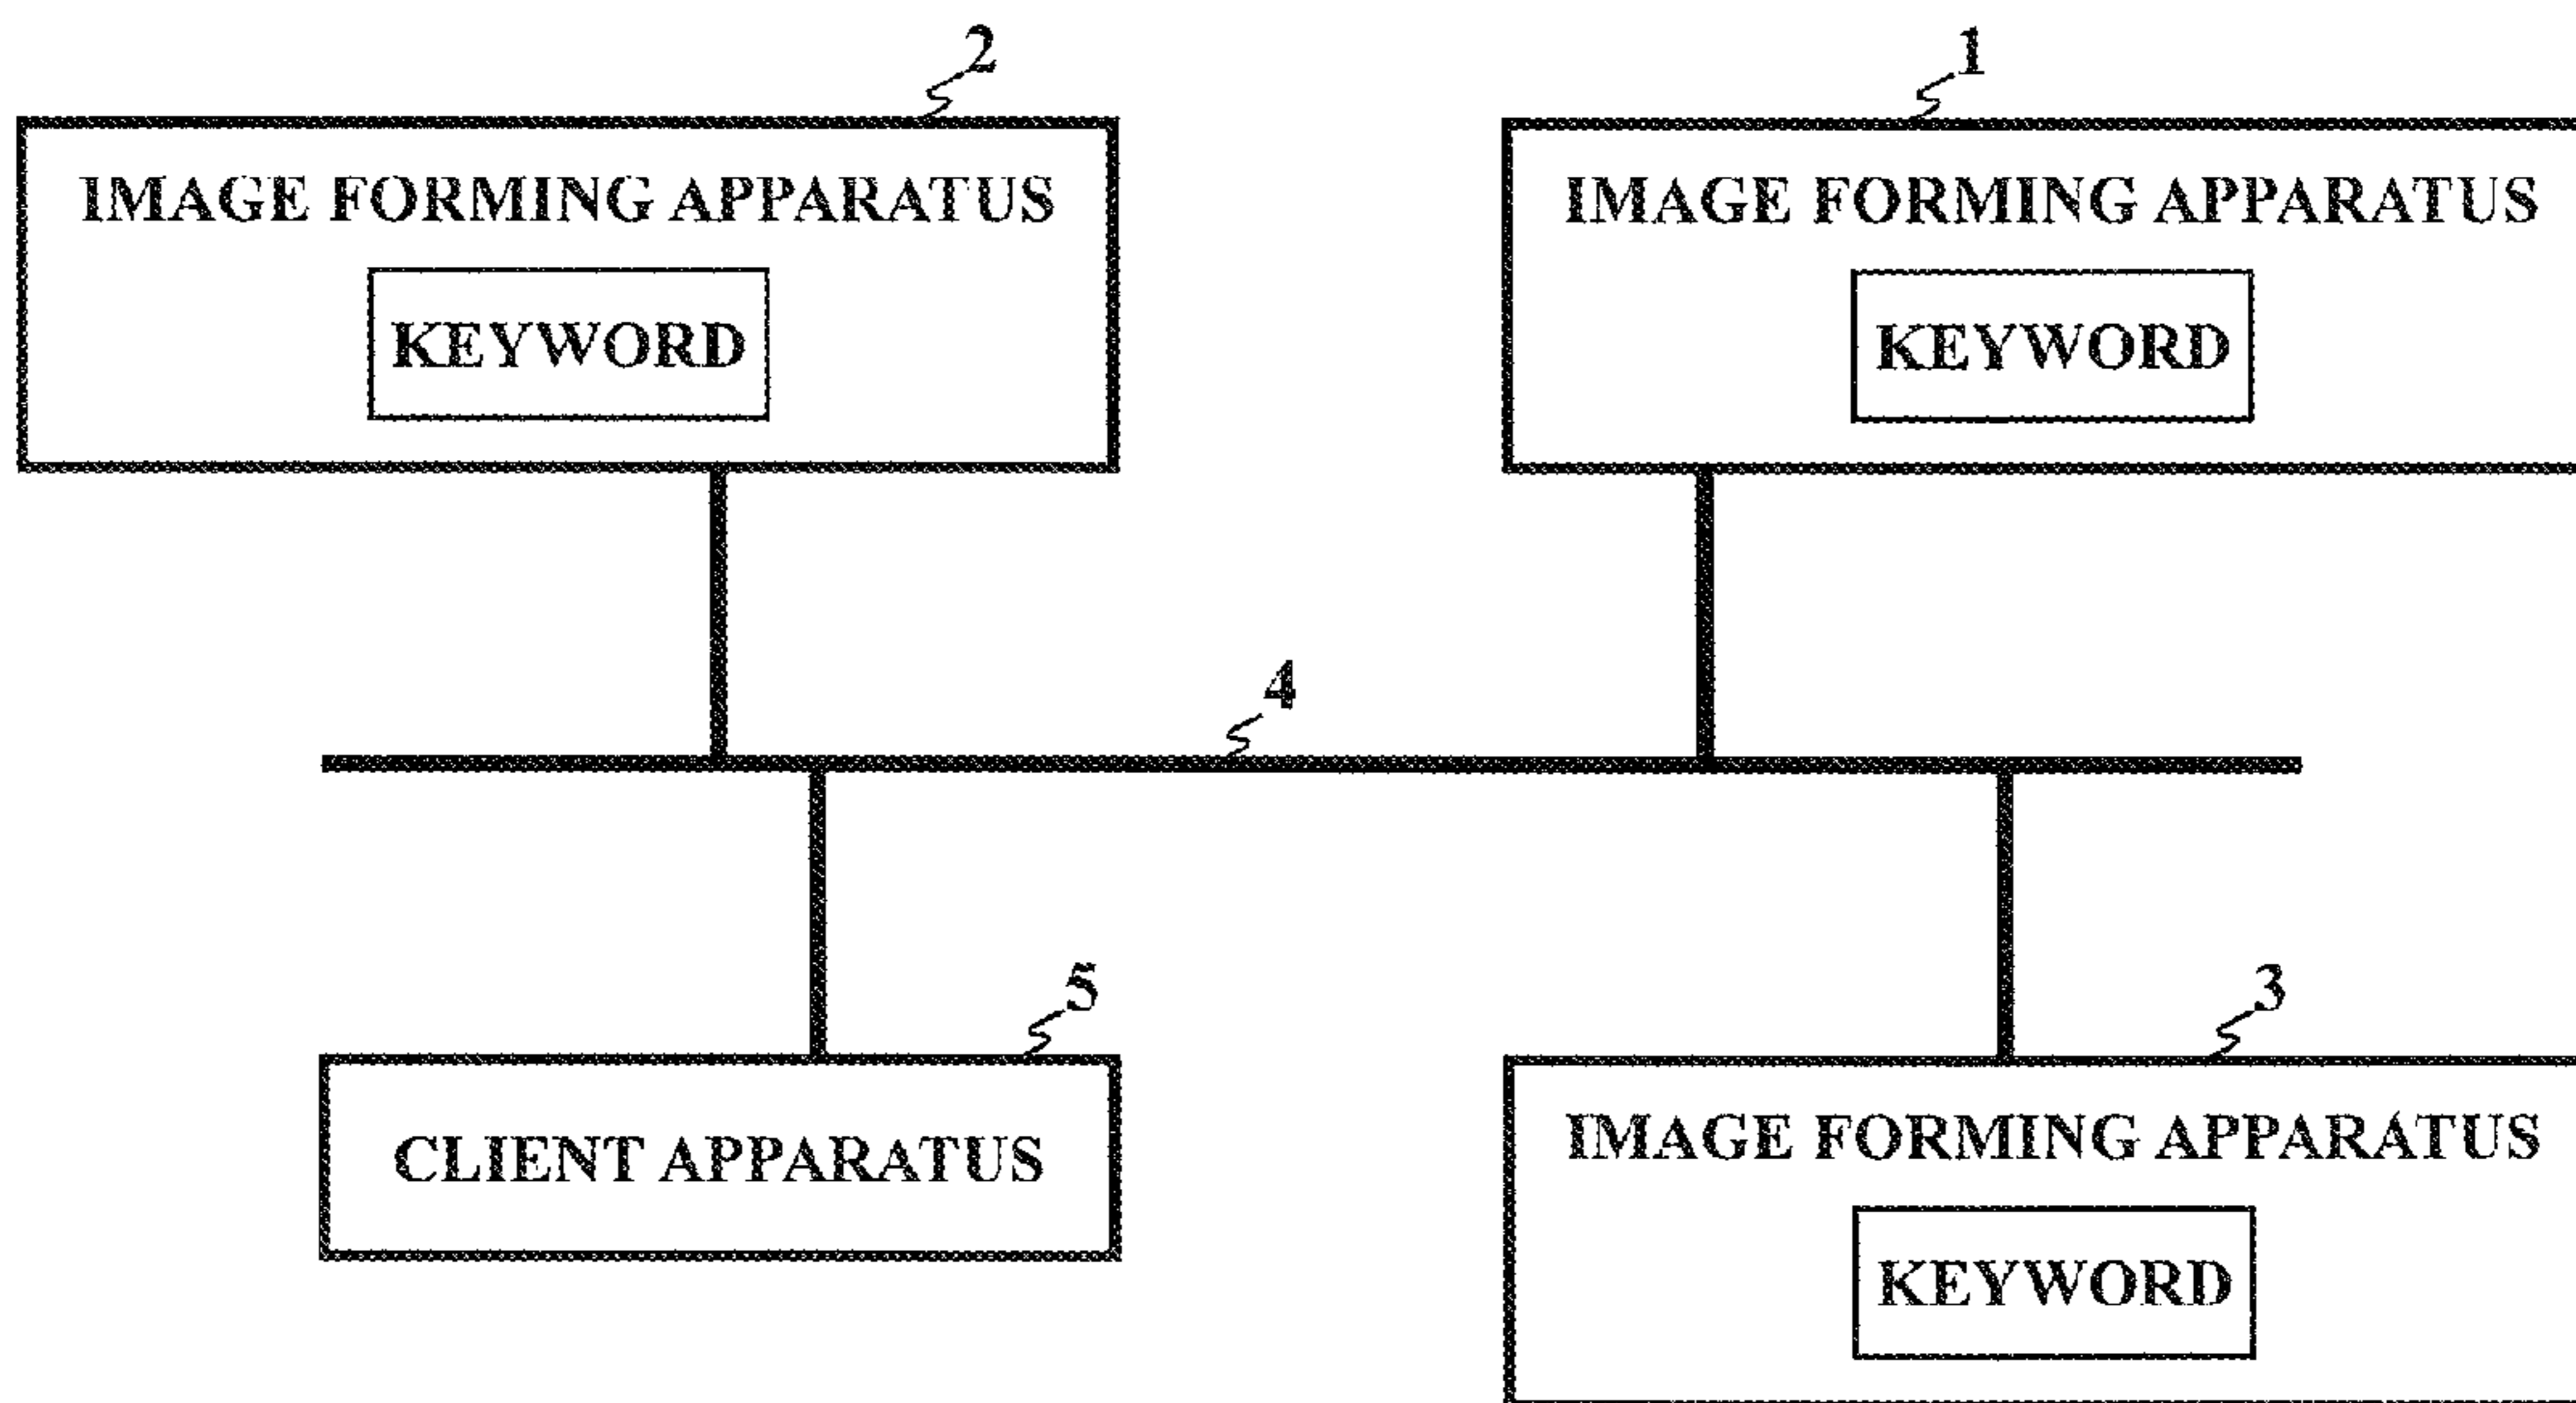 2
IMAGE FORMING APPARATUS
KEYWORD
1
IMAGE FORMING APPARATUS
KEYWORD
4
5
CLIENT APPARATUS
3
IMAGE FORMING APPARATUS
KEYWORD